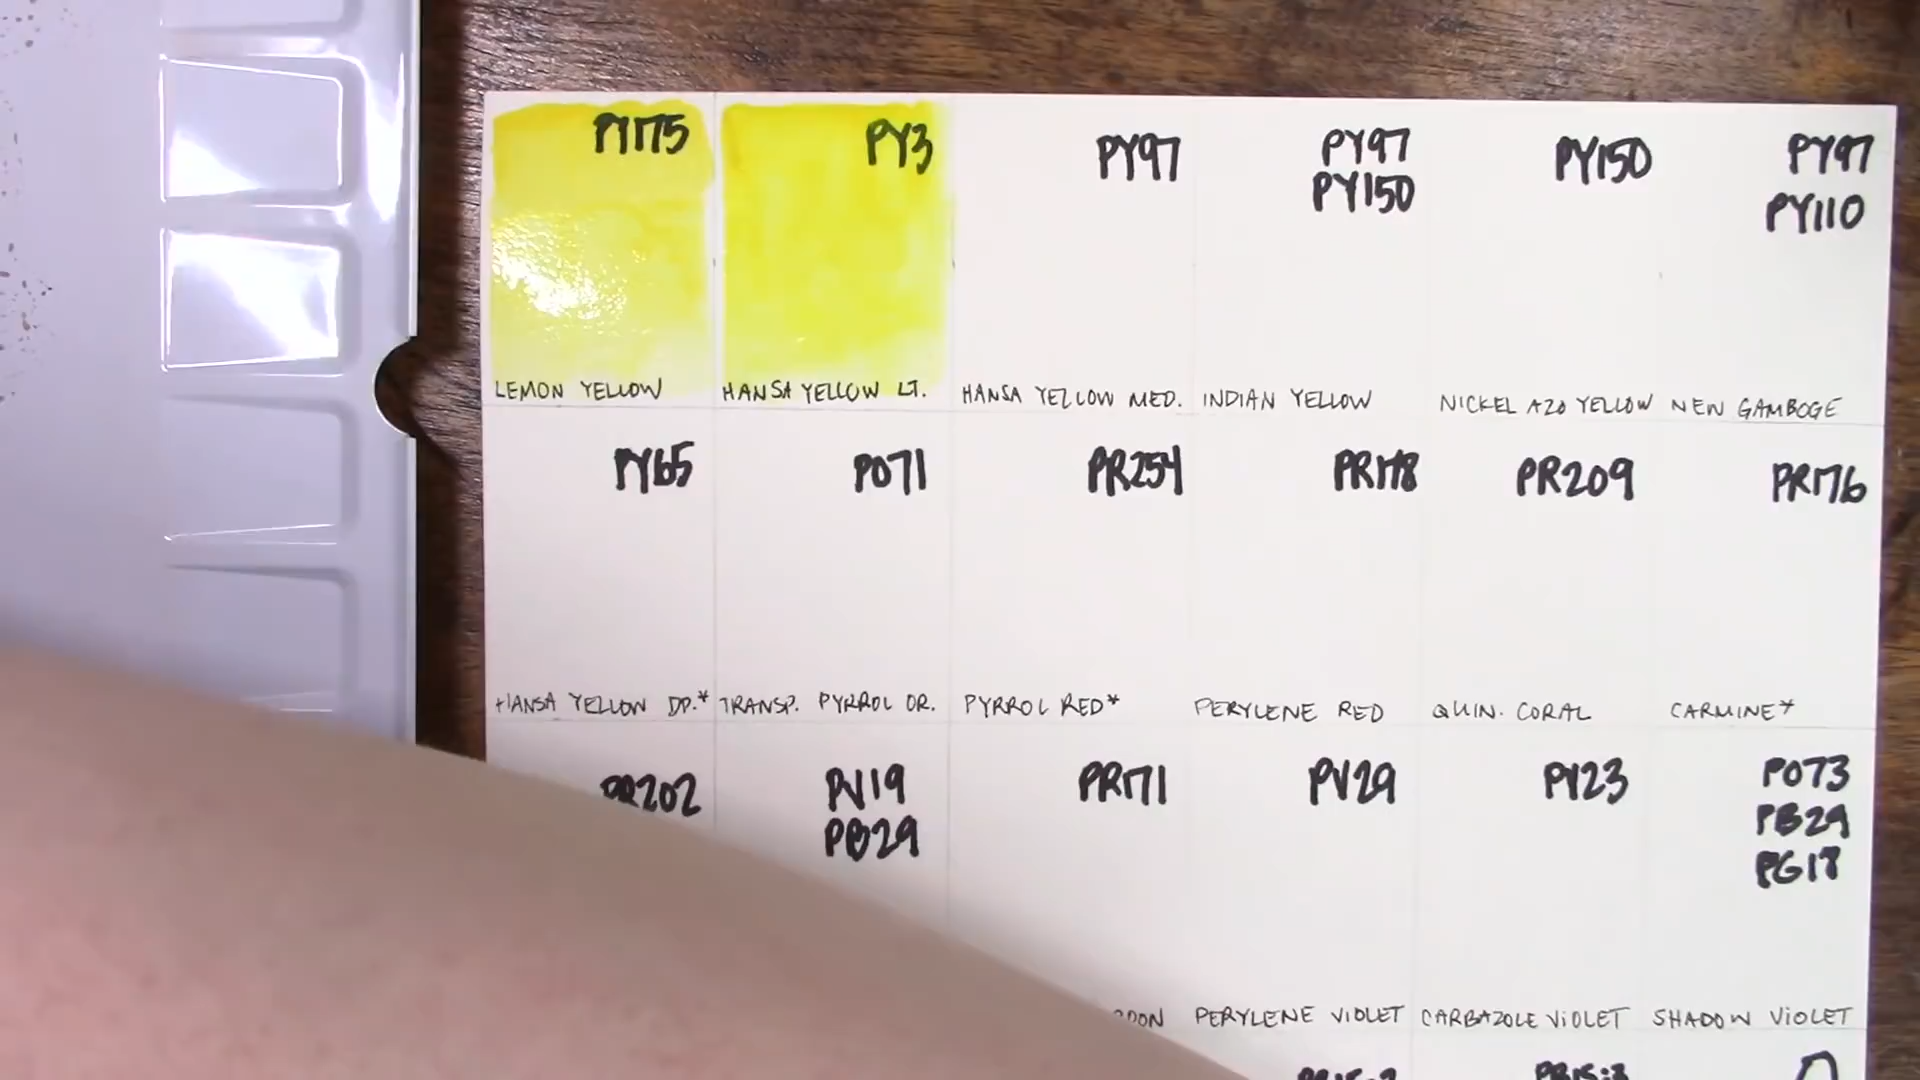 PY175
PY3
PY97
PY97
PY150
PY150
PY97
PY110
LEMON YELLOW
HANSA YELLOW LT.
HANSA YELLOW MED.
INDIAN YELLOW
NICKEL AZO YELLOW
NEW GAMBOGE
PY65
PO71
PR254
PR178
PR209
PR176
HANSA YELLOW DP.*
TRANSP. PYRROL OR.
PYRROL RED*
PERYLENE RED
QUIN. CORAL
CARMINE*
PR202
PV19
PB29
PR171
PV29
PV23
PO73
PB29
PG18
PERYLENE VIOLET
CARBAZOLE VIOLET
SHADOW VIOLET